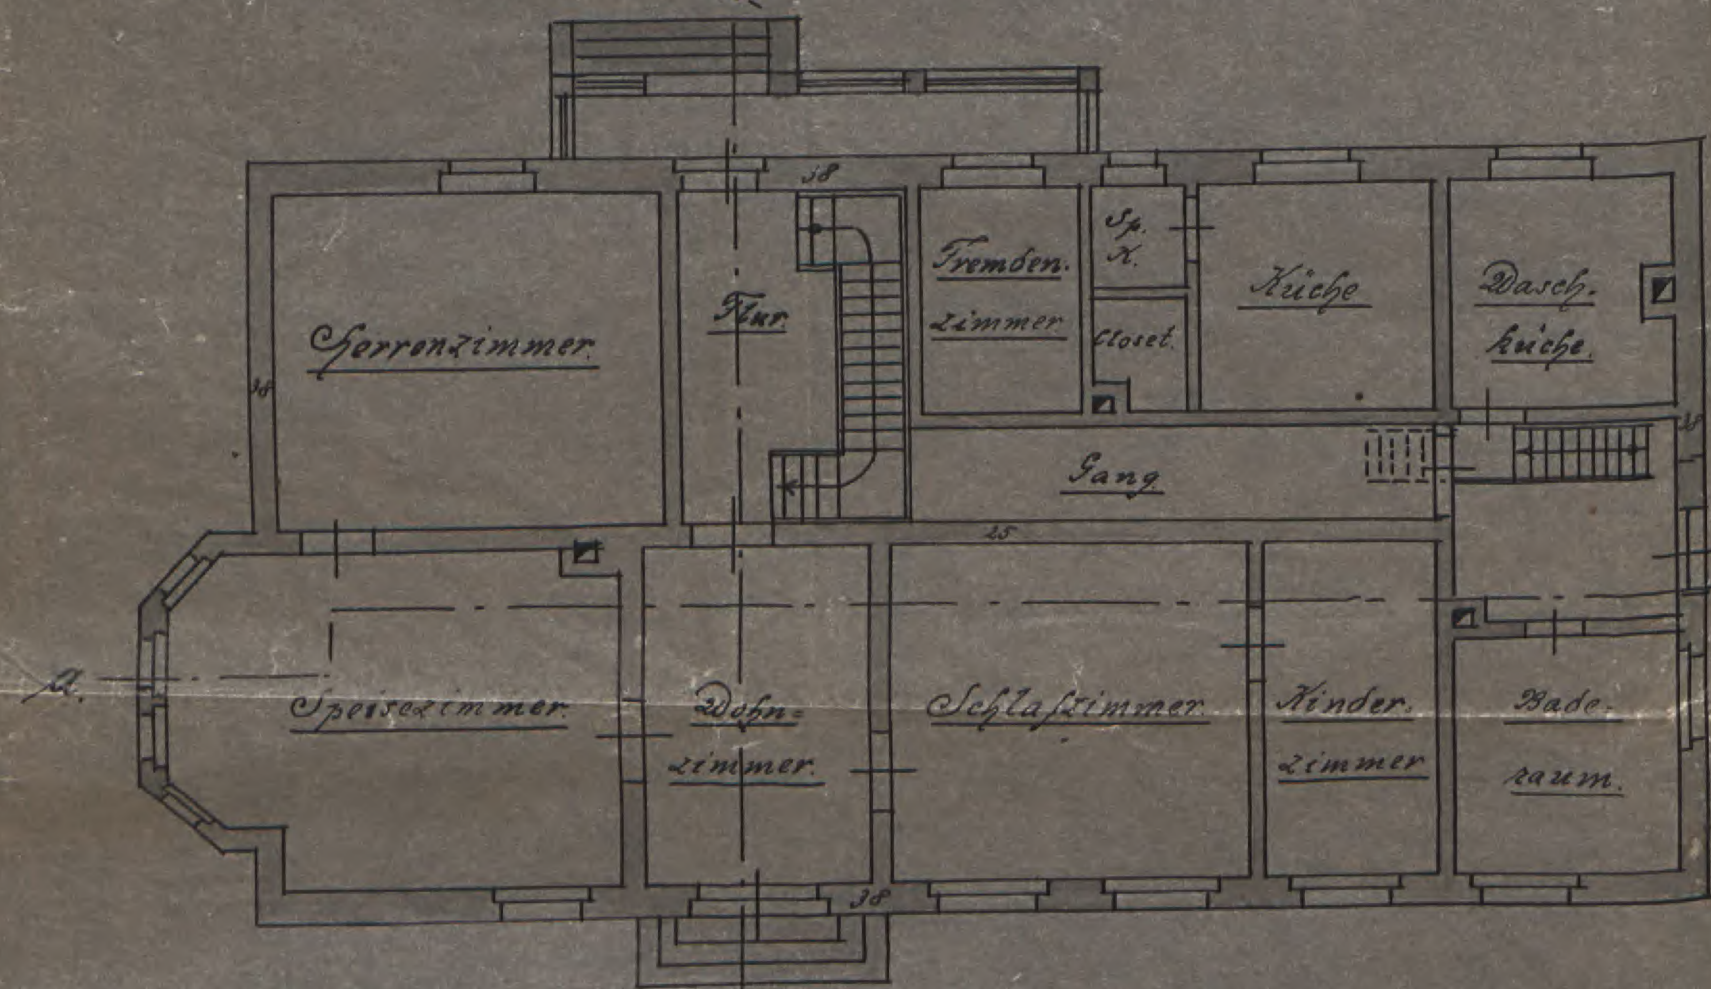 38
Fremden.
zimmer
Sp.
K.
Closet.
Küche
Wasch.
küche.
Flur.
Herrenzimmer.
38
38
Gang.
25
a.
Speisezimmer.
Wohn=
zimmer.
Schlafzimmer.
Kinder.
zimmer
Bade.
raum.
38